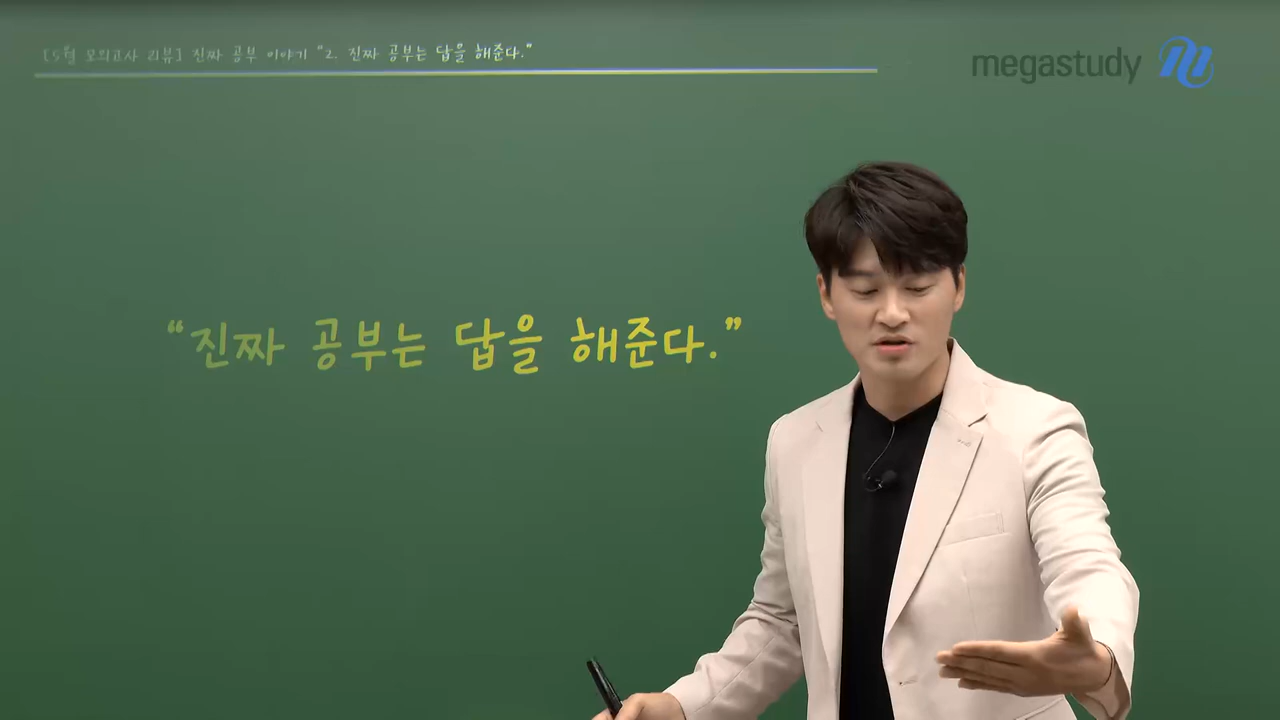 [5월 모의고사 리뷰] 진짜 공부 이야기 "2. 진짜 공부는 답을 해준다."
megastudy
“진짜 공부는 답을 해준다.”